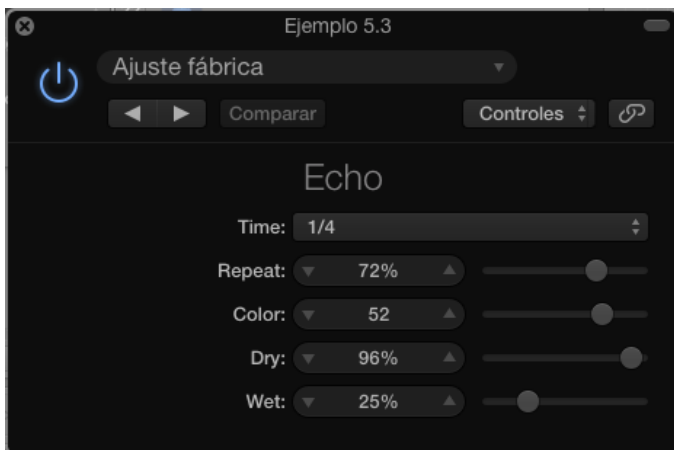 Ejemplo 5.3
Ajuste fábrica
Comparar Controles
Echo
Time: 1/4
Repeat: 72%
Color: 52
Dry: 96%
Wet: 25%